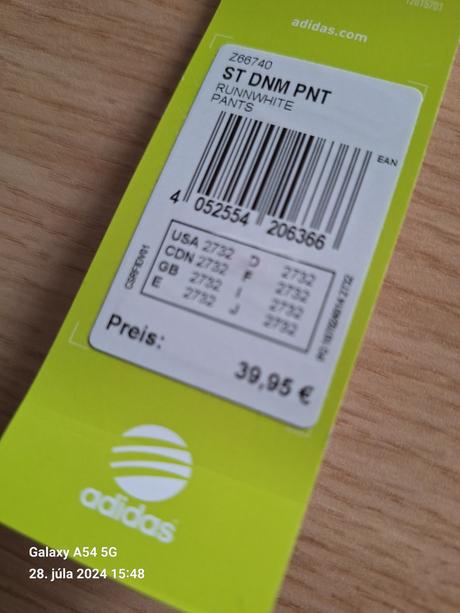 12015701
adidas.com
Z66740
ST DNM PNT
RUNNWHITE
PANTS
EAN
4 052554 206366
USA 2732 D 2732
CDN 2732 F 2732
GB 2732 I 2732
E 2732 J 2732
Preis:
39,95 €
adidas
Galaxy A54 5G
28. júla 2024 15:48